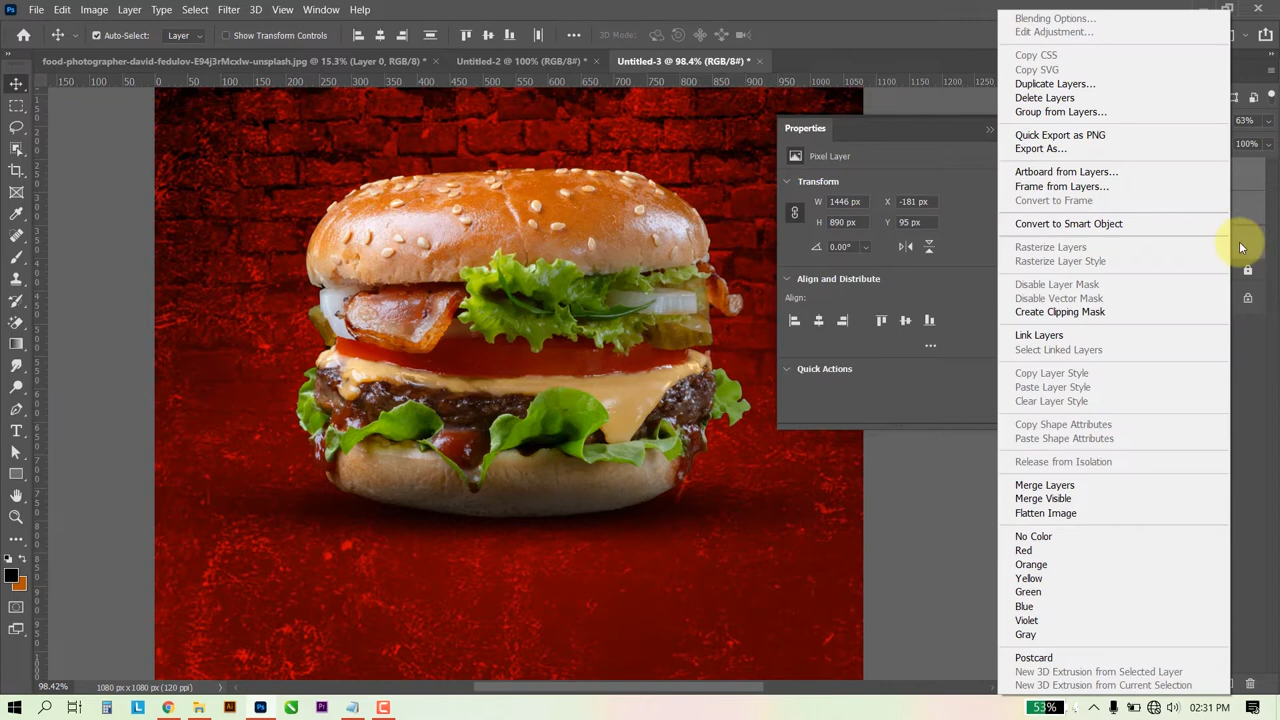 Ps File Edit Image Layer Type Select Filter 3D View Window Help
Auto-Select: Layer Show Transform Controls 3D Mode:
food-photographer-david-fedulov-E94j3rMcxlw-unsplash.jpg @ 15.3% (Layer 0, RGB/8) * Untitled-2 @ 100% (RGB/8#) * Untitled-3 @ 98.4% (RGB/8#) *
150 100 50 0 50 100 150 200 250 300 350 400 450 500 550 600 650 700 750 800 850 900 950 1000 1050 1100 1150
Properties
Pixel Layer
Transform
W 1446 px X -181 px
H 890 px Y 95 px
0.00°
Align and Distribute
Align:
Quick Actions
Blending Options...
Edit Adjustment...
Copy CSS
Copy SVG
Duplicate Layers...
Delete Layers
Group from Layers...
Quick Export as PNG
Export As...
Artboard from Layers...
Frame from Layers...
Convert to Frame
Convert to Smart Object
Rasterize Layers
Rasterize Layer Style
Disable Layer Mask
Disable Vector Mask
Create Clipping Mask
Link Layers
Select Linked Layers
Copy Layer Style
Paste Layer Style
Clear Layer Style
Copy Shape Attributes
Paste Shape Attributes
Release from Isolation
Merge Layers
Merge Visible
Flatten Image
No Color
Red
Orange
Yellow
Green
Blue
Violet
Gray
Postcard
New 3D Extrusion from Selected Layer
New 3D Extrusion from Current Selection
63%
100%
98.42% 1080 px x 1080 px (120 ppi)
Ai Ps Pr 53% 02:31 PM